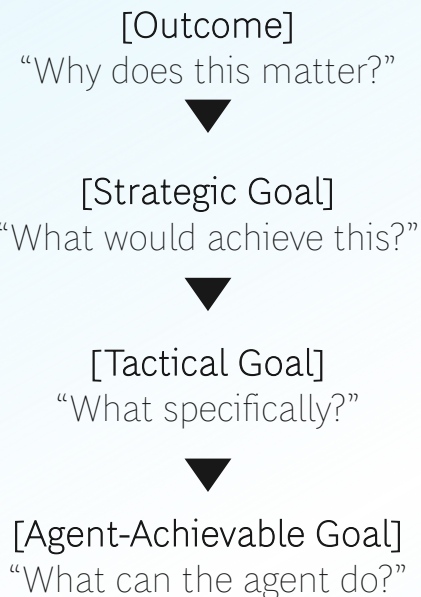 [Outcome]
“Why does this matter?”
[Strategic Goal]
“What would achieve this?”
[Tactical Goal]
“What specifically?”
[Agent-Achievable Goal]
“What can the agent do?”